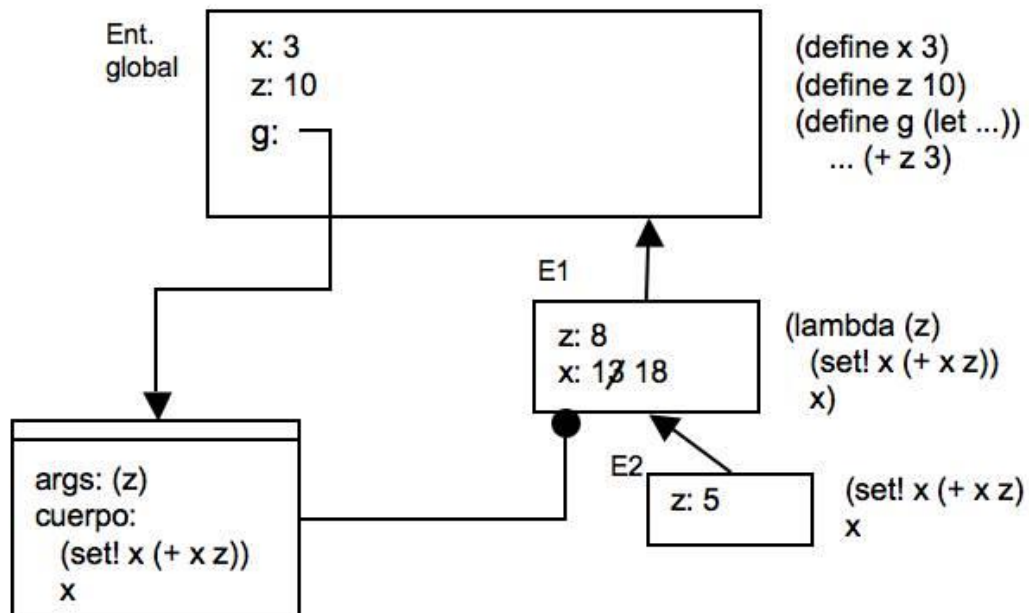 Ent.
global
x: 3
z: 10
g:
(define x 3)
(define z 10)
(define g (let ...))
... (+ z 3)
E1
z: 8
x: 13 18
(lambda (z)
(set! x (+ x z))
x)
E2
z: 5
(set! x (+ x z)
x
args: (z)
cuerpo:
(set! x (+ x z))
x